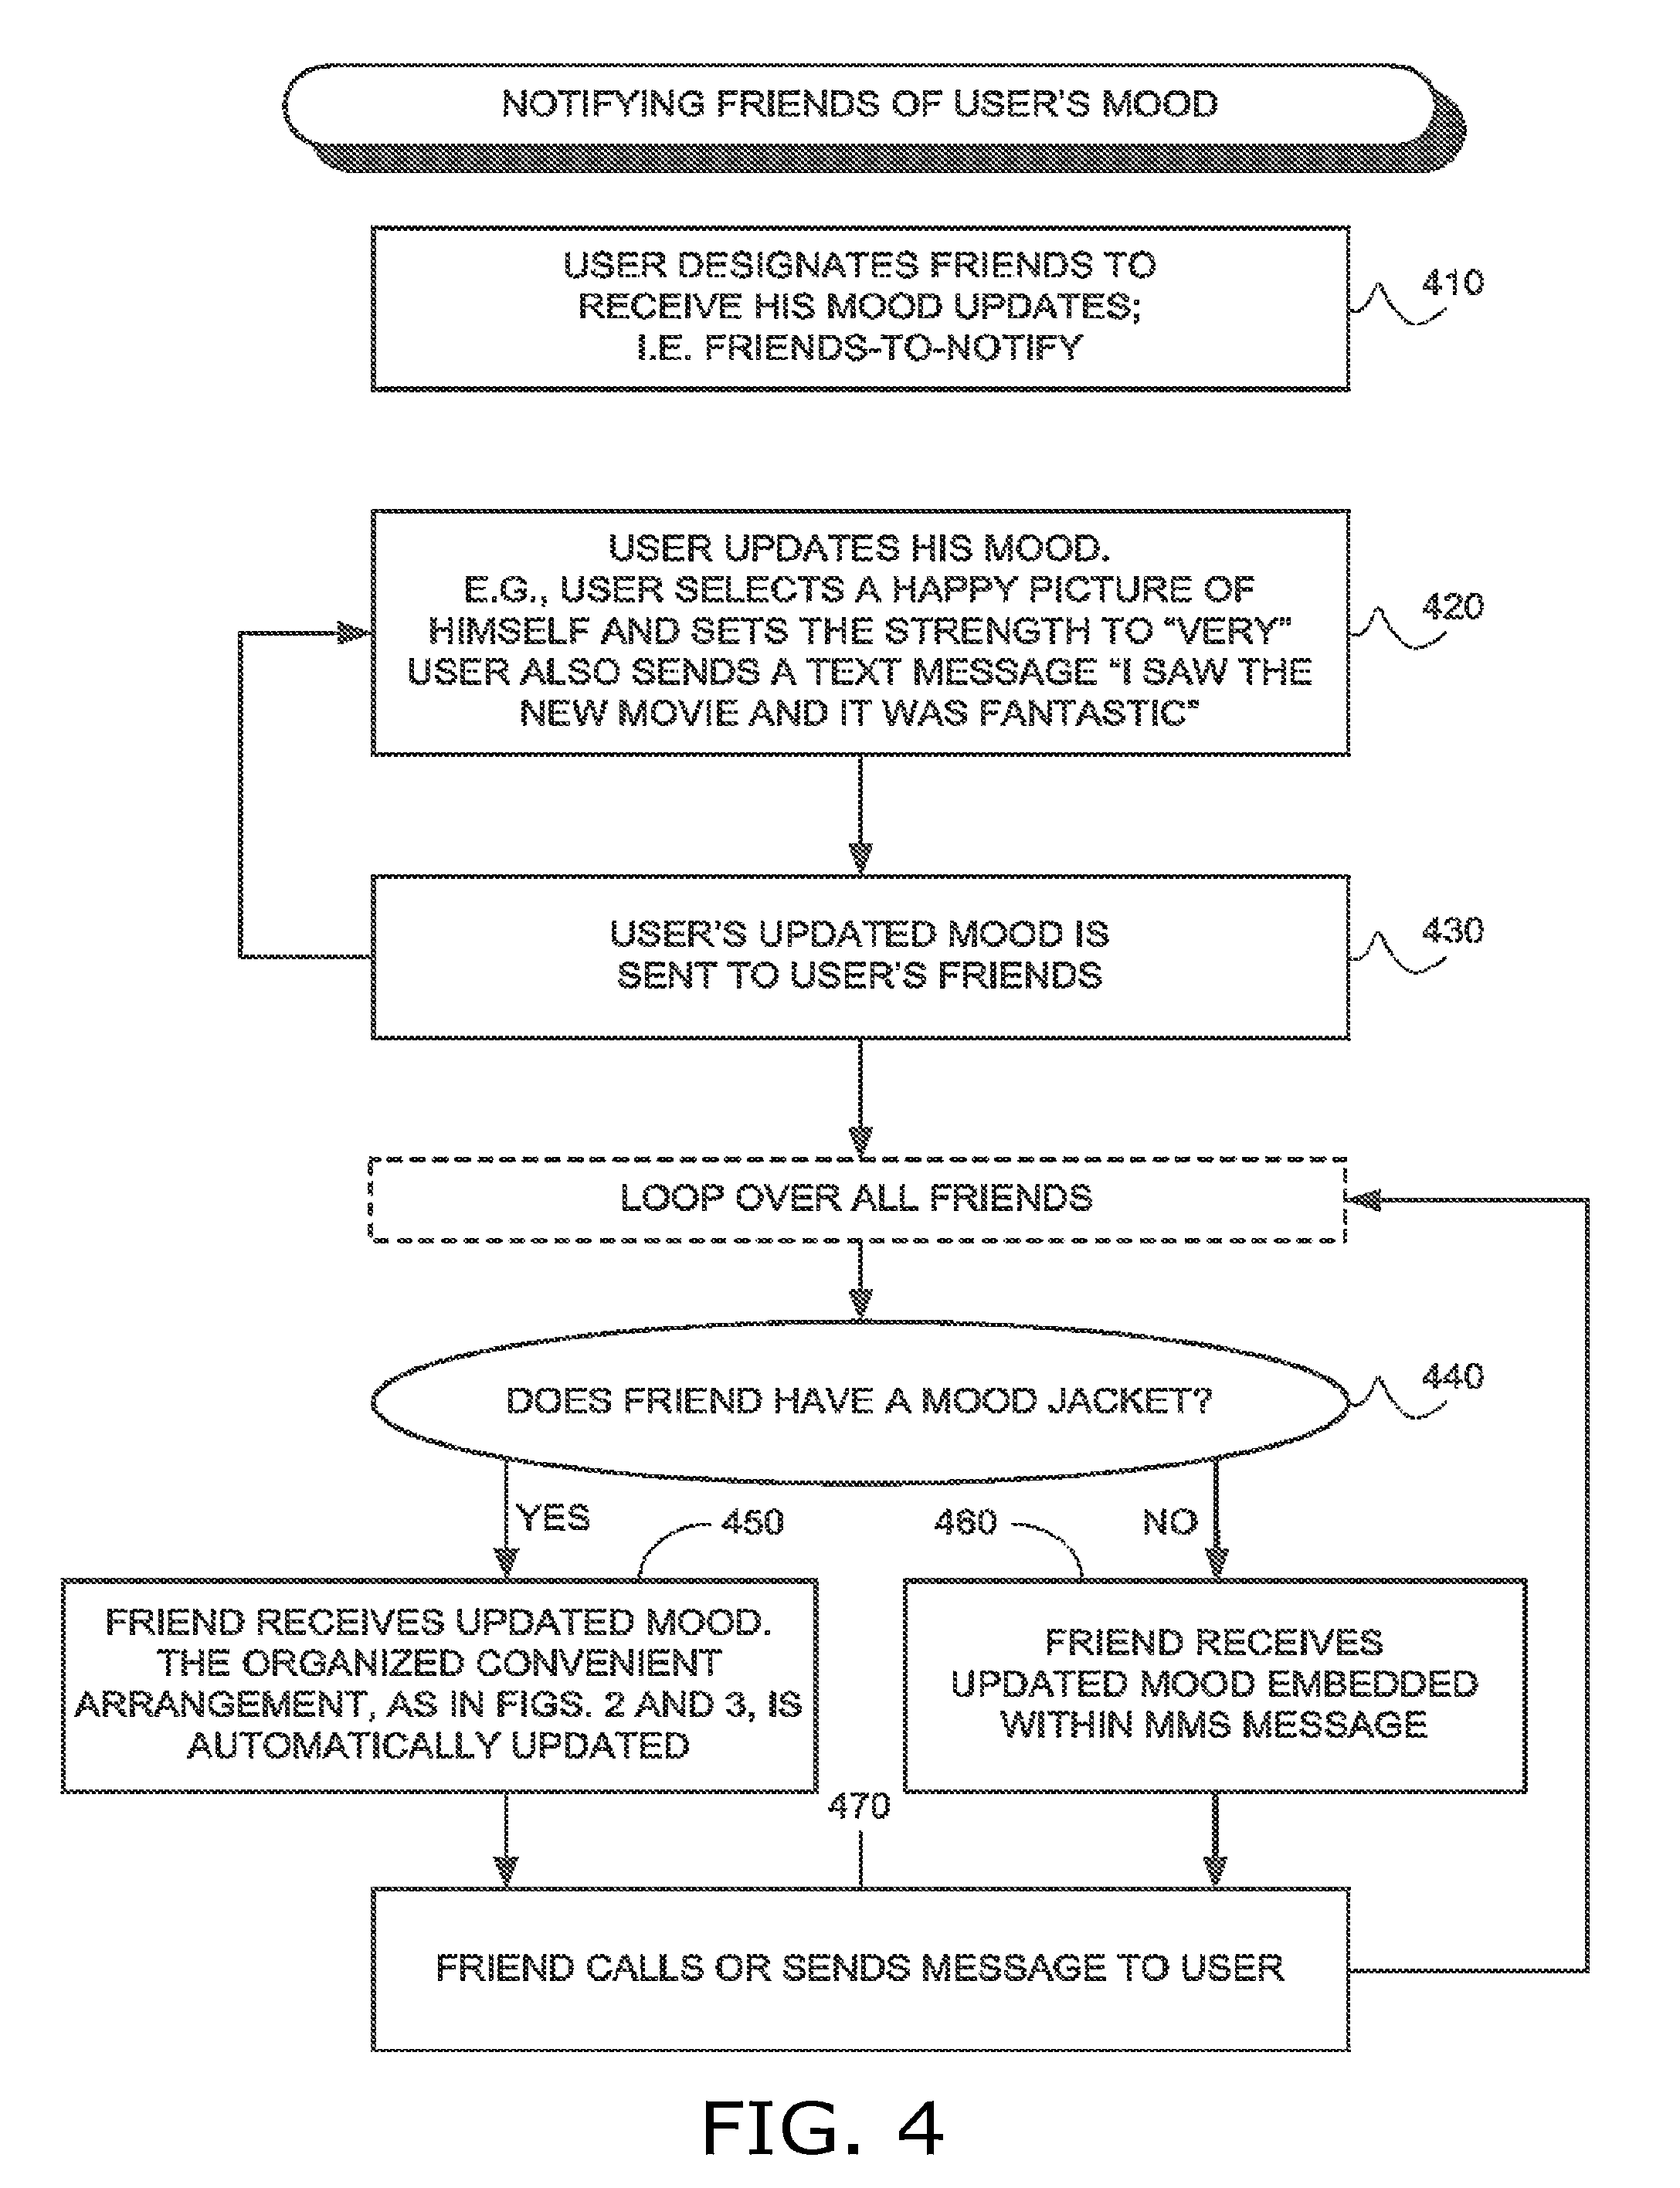 NOTIFYING FRIENDS OF USER'S MOOD
USER DESIGNATES FRIENDS TO
RECEIVE HIS MOOD UPDATES;
I.E. FRIENDS-TO-NOTIFY
410
USER UPDATES HIS MOOD.
E.G., USER SELECTS A HAPPY PICTURE OF
HIMSELF AND SETS THE STRENGTH TO "VERY"
USER ALSO SENDS A TEXT MESSAGE "I SAW THE
NEW MOVIE AND IT WAS FANTASTIC"
420
USER'S UPDATED MOOD IS
SENT TO USER'S FRIENDS
430
LOOP OVER ALL FRIENDS
DOES FRIEND HAVE A MOOD JACKET?
440
YES
450
460
NO
FRIEND RECEIVES UPDATED MOOD.
THE ORGANIZED CONVENIENT
ARRANGEMENT, AS IN FIGS. 2 AND 3, IS
AUTOMATICALLY UPDATED
FRIEND RECEIVES
UPDATED MOOD EMBEDDED
WITHIN MMS MESSAGE
470
FRIEND CALLS OR SENDS MESSAGE TO USER
FIG. 4